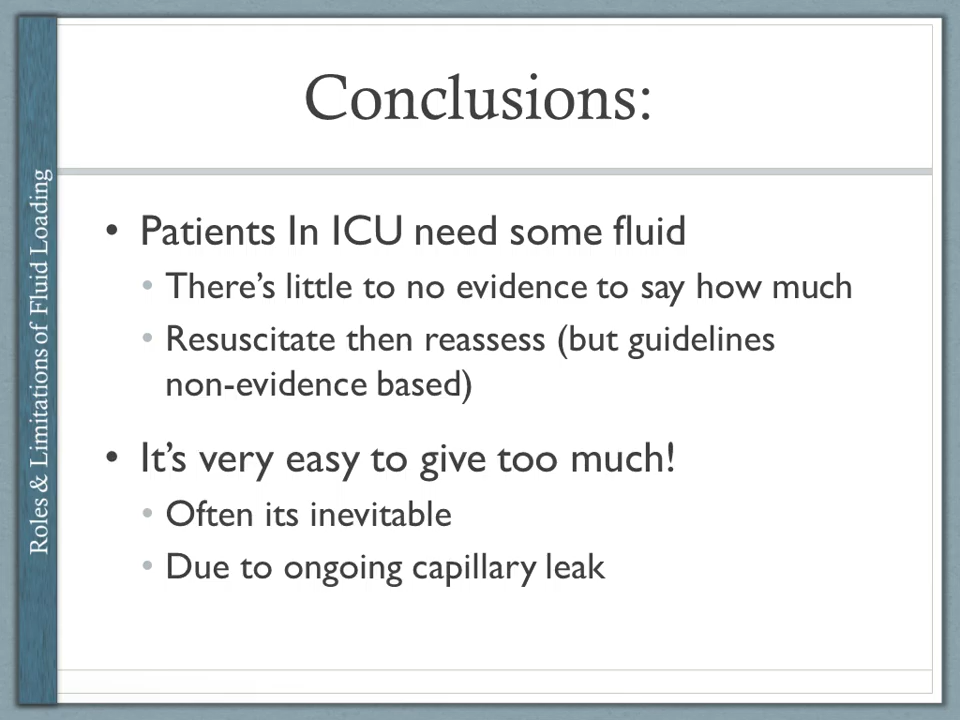 Conclusions:
Roles & Limitations of Fluid Loading
• Patients In ICU need some fluid
• There’s little to no evidence to say how much
• Resuscitate then reassess (but guidelines
non-evidence based)
• It’s very easy to give too much!
• Often its inevitable
• Due to ongoing capillary leak